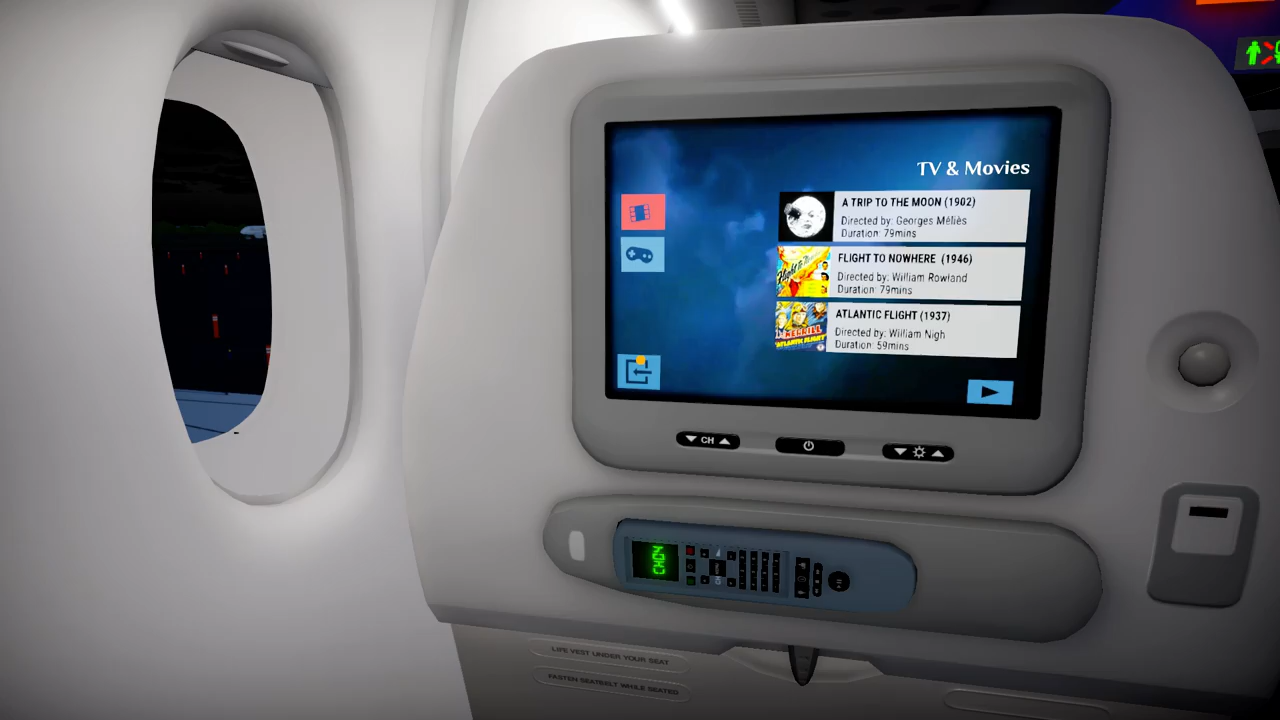 TV & Movies
A TRIP TO THE MOON (1902)
Directed by: Georges Méliès
Duration: 79mins
FLIGHT TO NOWHERE (1946)
Directed by: William Rowland
Duration: 79mins
ATLANTIC FLIGHT (1937)
Directed by: William Nigh
Duration: 59mins
ATLANTIC FLIGHT
CH
LIFE VEST UNDER YOUR SEAT
FASTEN SEATBELT WHILE SEATED